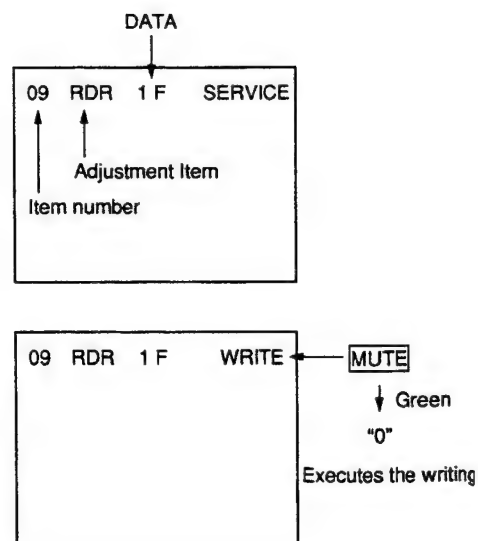 DATA
09 RDR 1 F SERVICE
Adjustment Item
Item number
09 RDR 1 F WRITE
MUTE
Green
"0"
Executes the writing